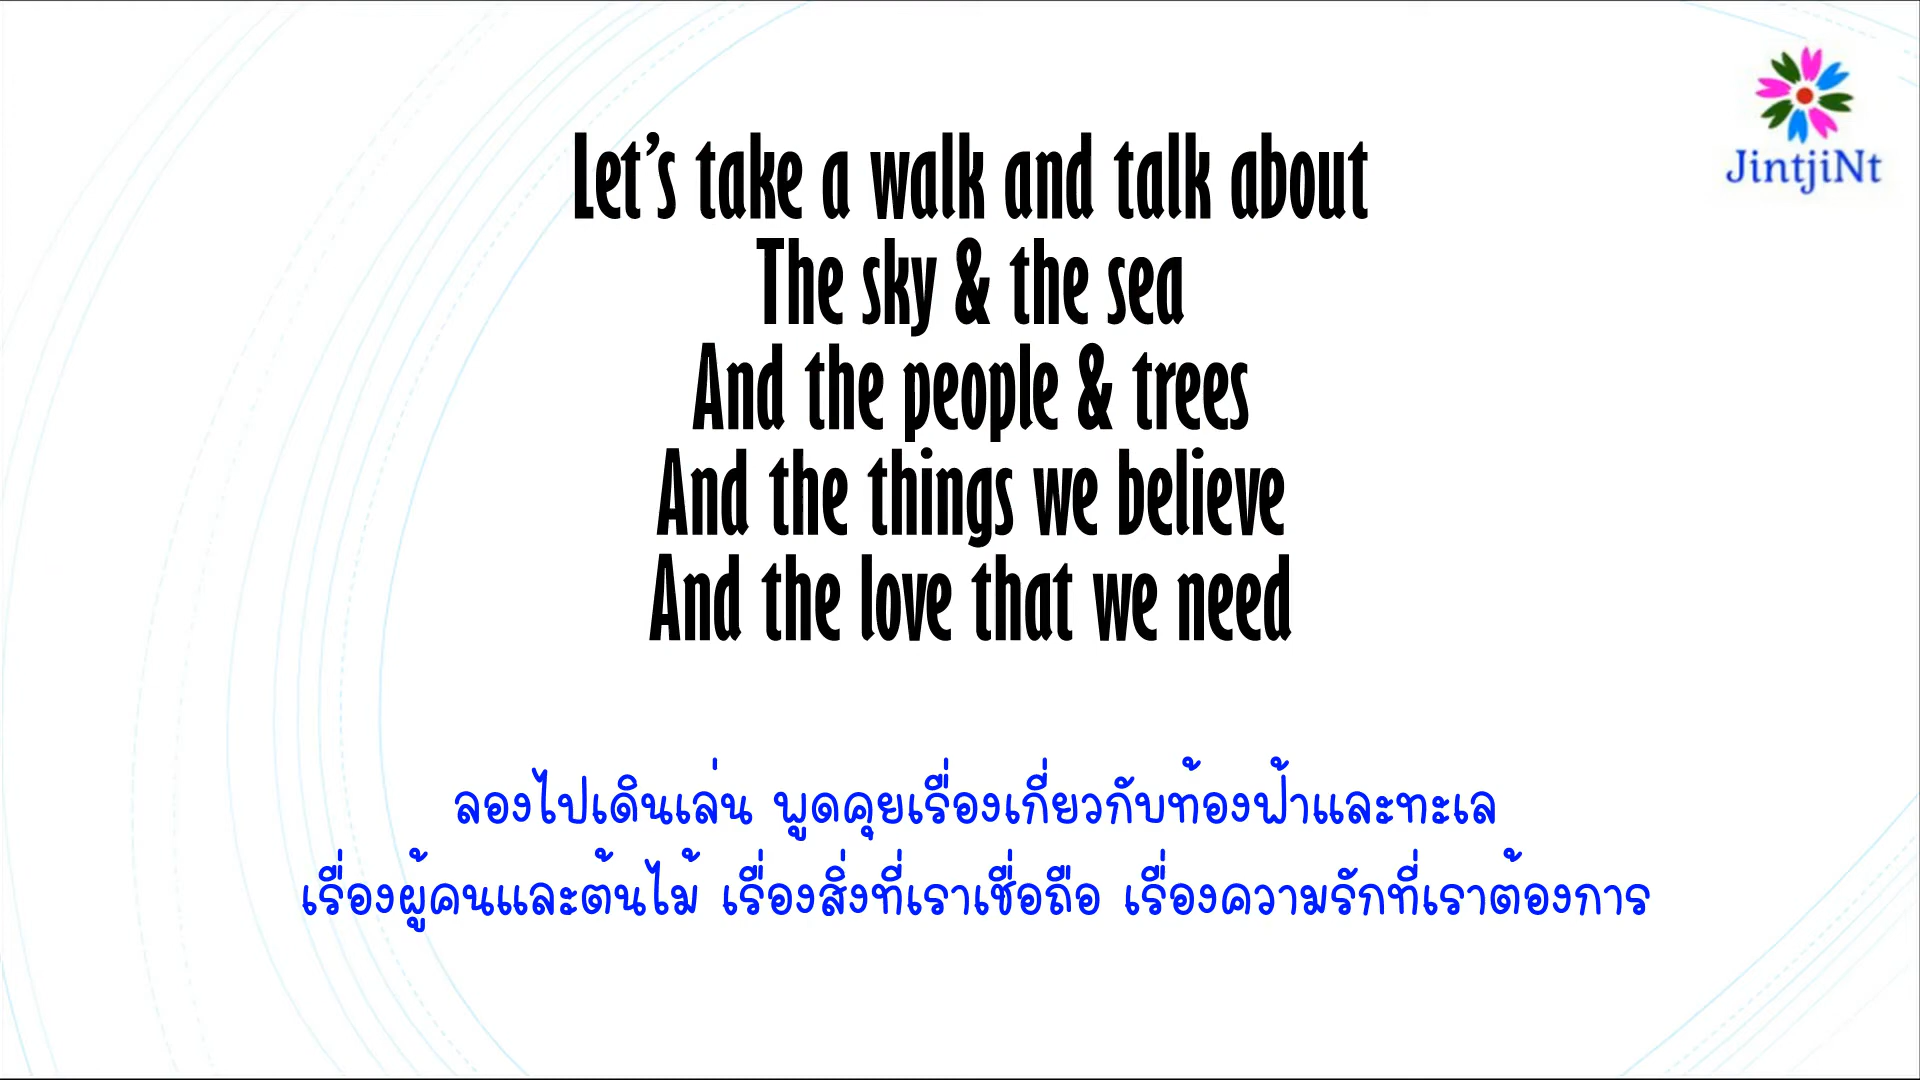 JintjiNt
Let's take a walk and talk about
The sky & the sea
And the people & trees
And the things we believe
And the love that we need
ลองไปเดินเล่น พูดคุยเรื่องเกี่ยวกับท้องฟ้าและทะเล
เรื่องผู้คนและต้นไม้ เรื่องสิ่งที่เราเชื่อถือ เรื่องความรักที่เราต้องการ